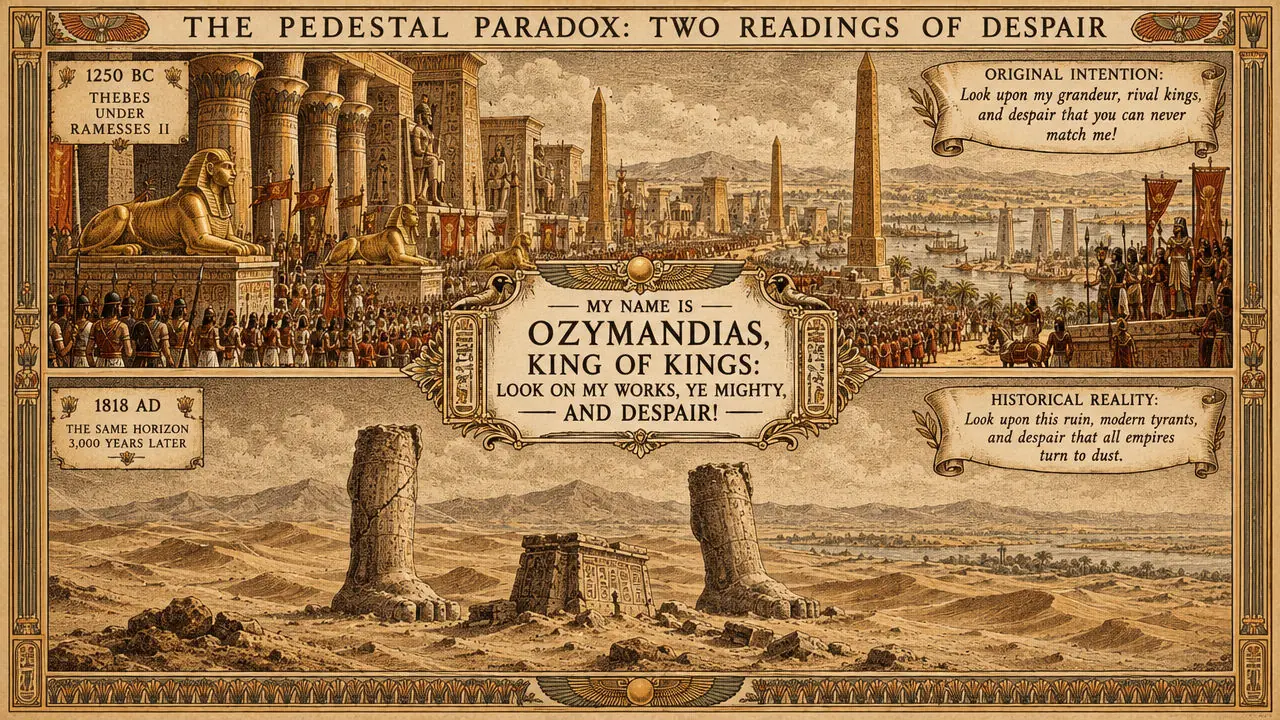 THE PEDESTAL PARADOX: TWO READINGS OF DESPAIR
1250 BC
THEBES
UNDER
RAMESSES II
ORIGINAL INTENTION:
Look upon my grandeur, rival kings,
and despair that you can never
match me!
MY NAME IS
OZYMANDIAS,
KING OF KINGS:
LOOK ON MY WORKS, YE MIGHTY,
AND DESPAIR!
1818 AD
THE SAME HORIZON
3,000 YEARS LATER
HISTORICAL REALITY:
Look upon this ruin, modern tyrants,
and despair that all empires
turn to dust.